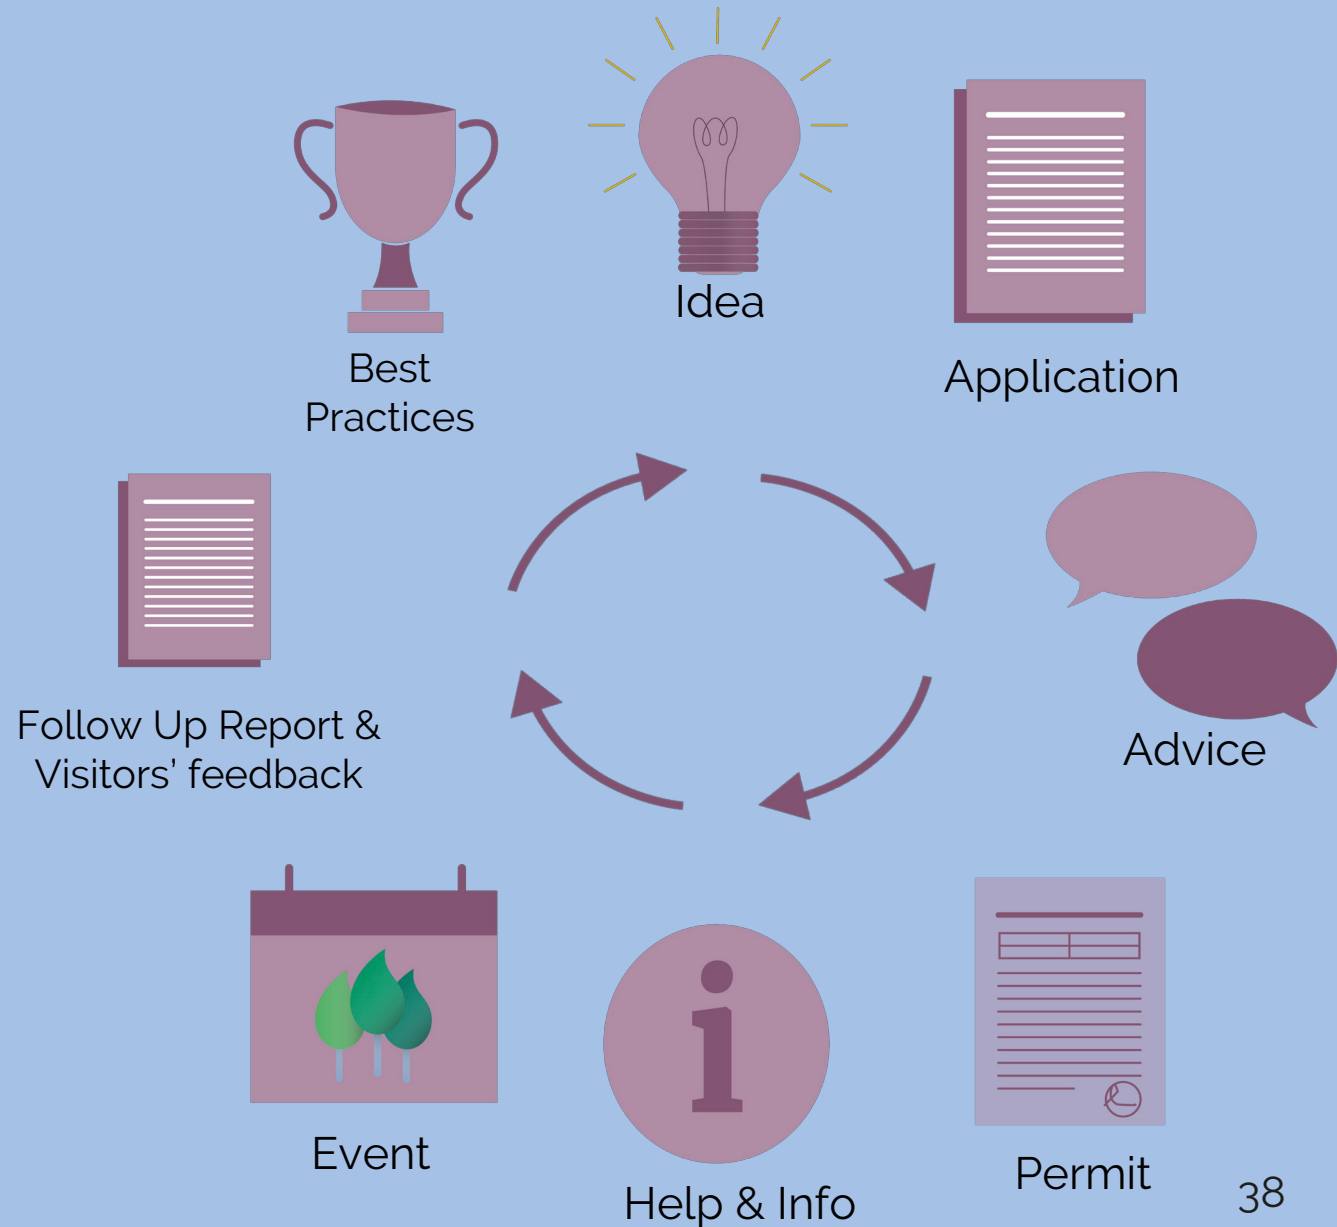 Idea
Application
Best
Practices
Advice
Follow Up Report &
Visitors’ feedback
Event
Help & Info
Permit
38